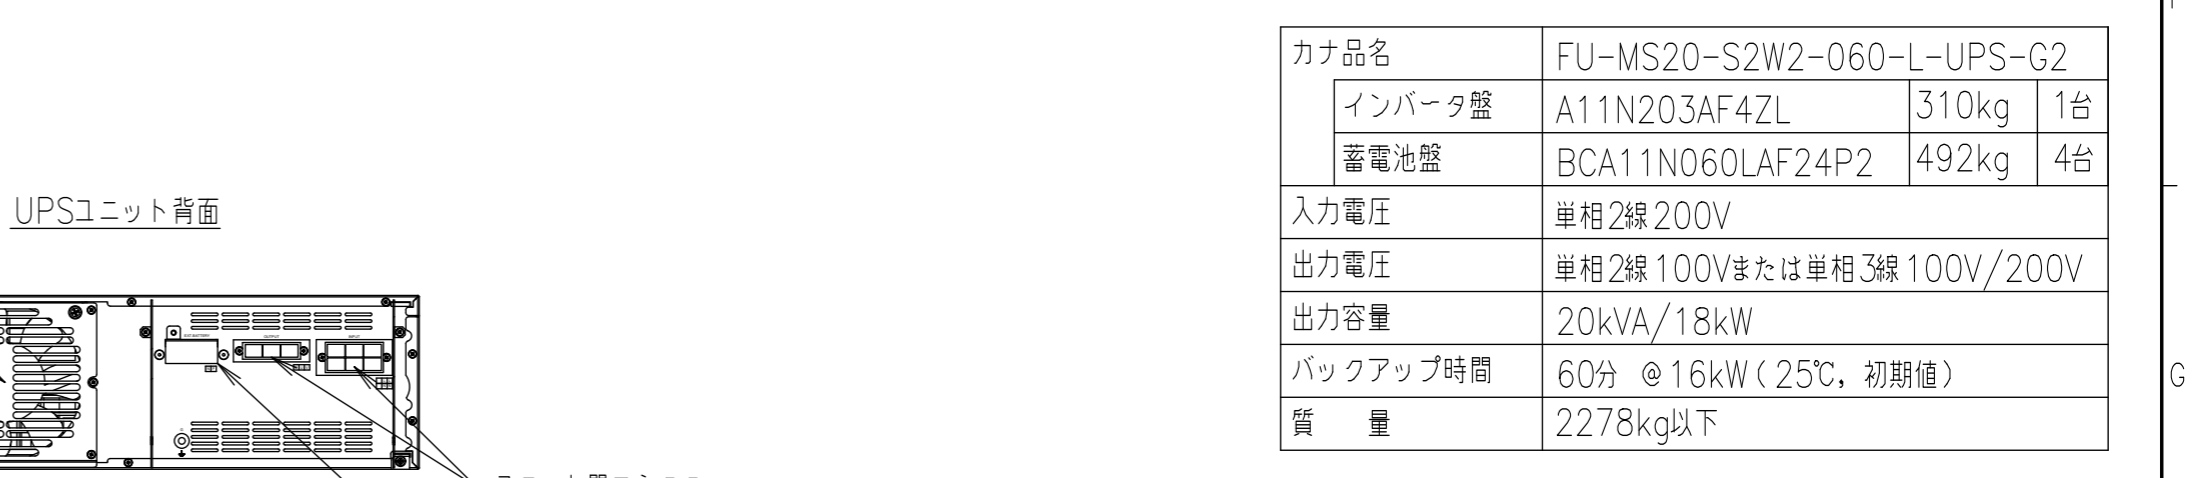 カナ品名 FU-MS20-S2W2-060-L-UPS-G2
インバータ盤 A11N203AF4ZL 310kg 1台
蓄電池盤 BCA11N060LAF24P2 492kg 4台
入力電圧 単相2線200V
出力電圧 単相2線100Vまたは単相3線100V/200V
出力容量 20kVA/18kW
バックアップ時間 60分 @16kW(25℃, 初期値)
質 量 2278kg以下
UPSユニット背面
EXT.BATTERY OUTPUT INPUT
G